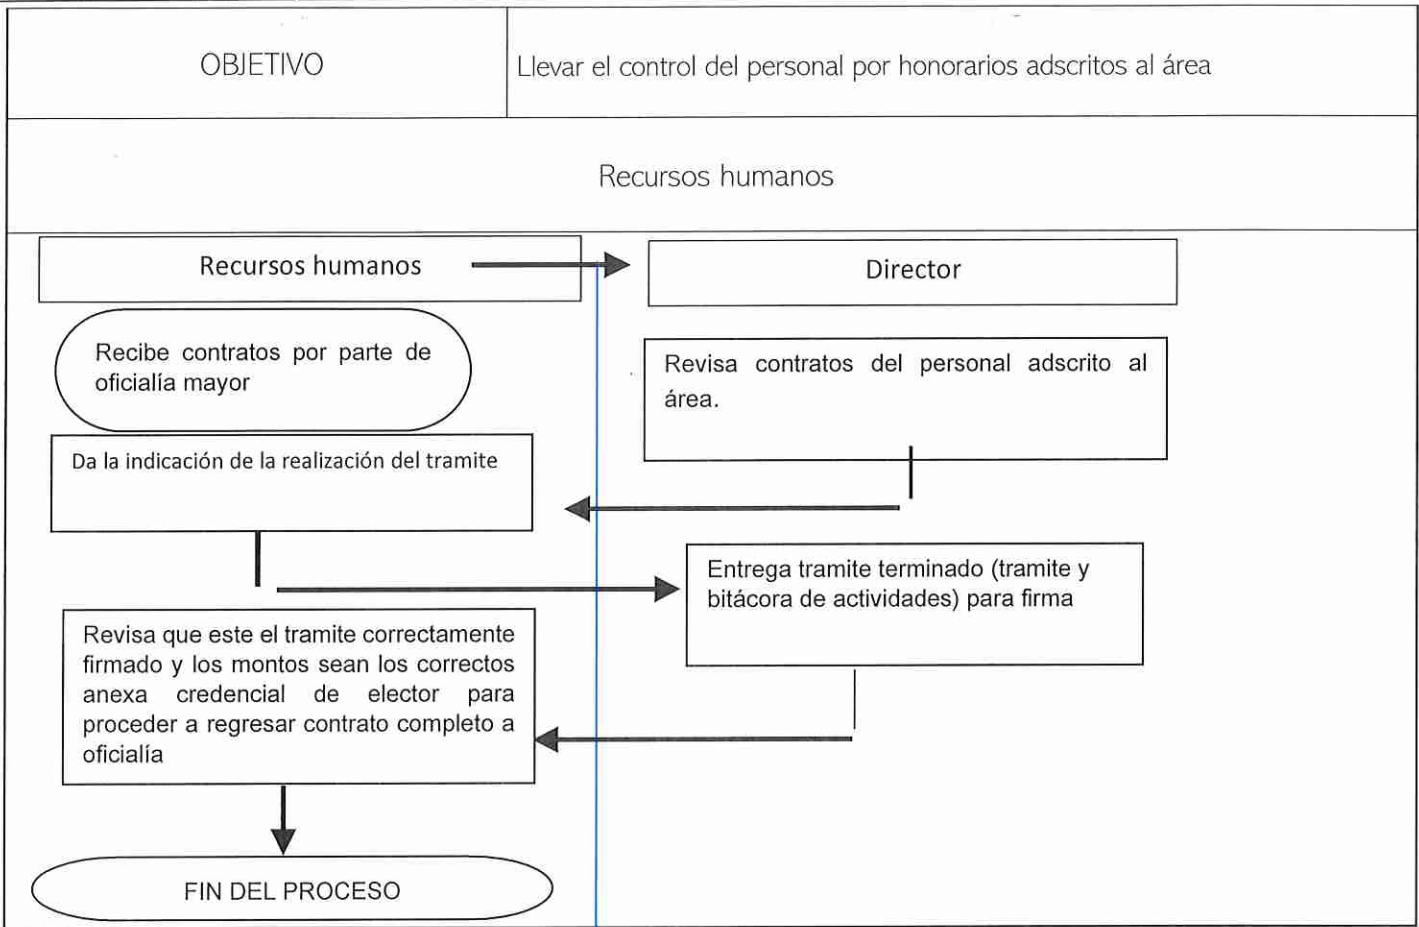 OBJETIVO
Llevar el control del personal por honorarios adscritos al área
Recursos humanos
Recursos humanos
Director
Recibe contratos por parte de
oficialía mayor
Revisa contratos del personal adscrito al
área.
Da la indicación de la realización del tramite
Entrega tramite terminado (tramite y
bitácora de actividades) para firma
Revisa que este el tramite correctamente
firmado y los montos sean los correctos
anexa credencial de elector para
proceder a regresar contrato completo a
oficialía
FIN DEL PROCESO